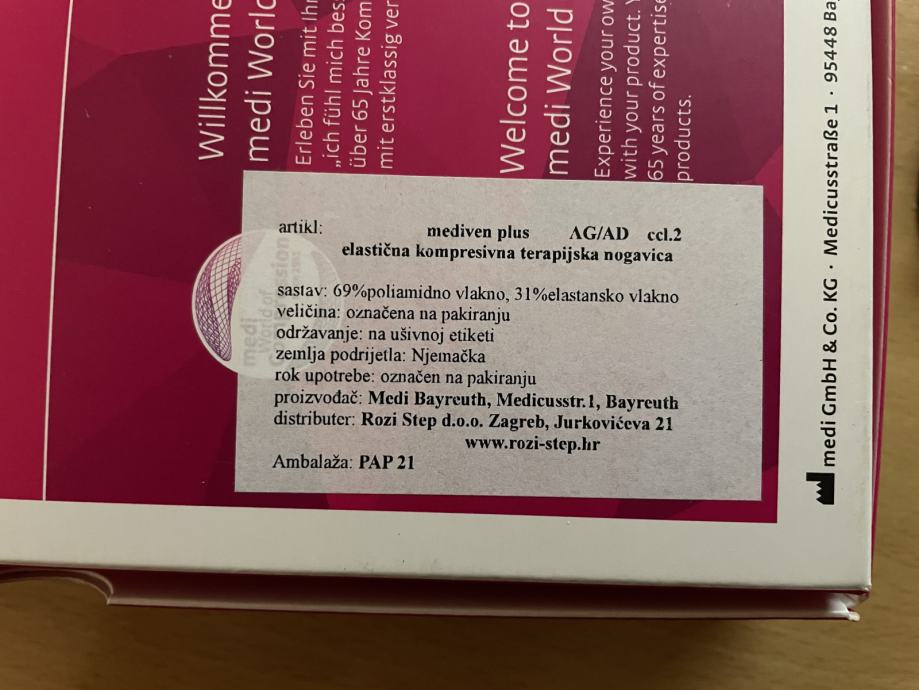 Willkomme
medi World
Erleben Sie mit Ihr
„ich fühl mich bess
über 65 Jahre Kom
mit erstklassig ver
Welcome to
medi World
Experience your ow
with your product. Y
65 years of expertise
products.
artikl: mediven plus AG/AD ccl.2
elastična kompresivna terapijska nogavica
sastav: 69%poliamidno vlakno, 31%elastansko vlakno
veličina: označena na pakiranju
održavanje: na ušivnoj etiketi
zemlja podrijetla: Njemačka
rok upotrebe: označen na pakiranju
proizvođač: Medi Bayreuth, Medicusstr.1, Bayreuth
distributer: Rozi Step d.o.o. Zagreb, Jurkovićeva 21
www.rozi-step.hr
Ambalaža: PAP 21
medi GmbH & Co. KG · Medicusstraße 1 · 95448 Ba